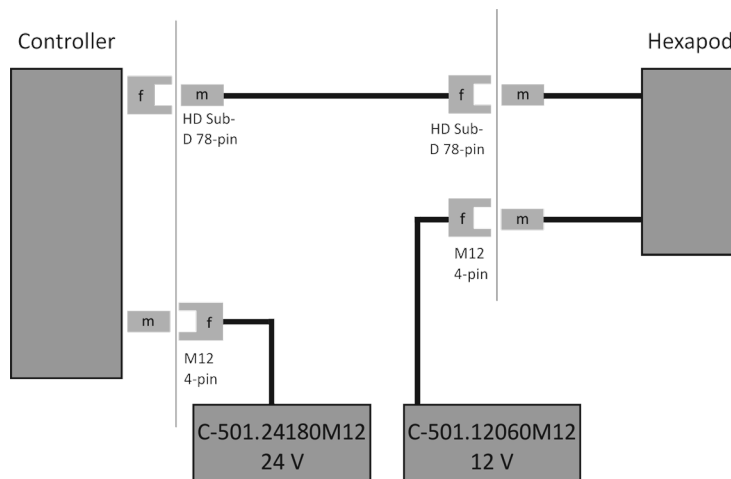 Controller
Hexapod
f
m
f
m
HD Sub-
D 78-pin
HD Sub-
D 78-pin
f
m
M12
4-pin
m
f
M12
4-pin
C-501.24180M12
24 V
C-501.12060M12
12 V